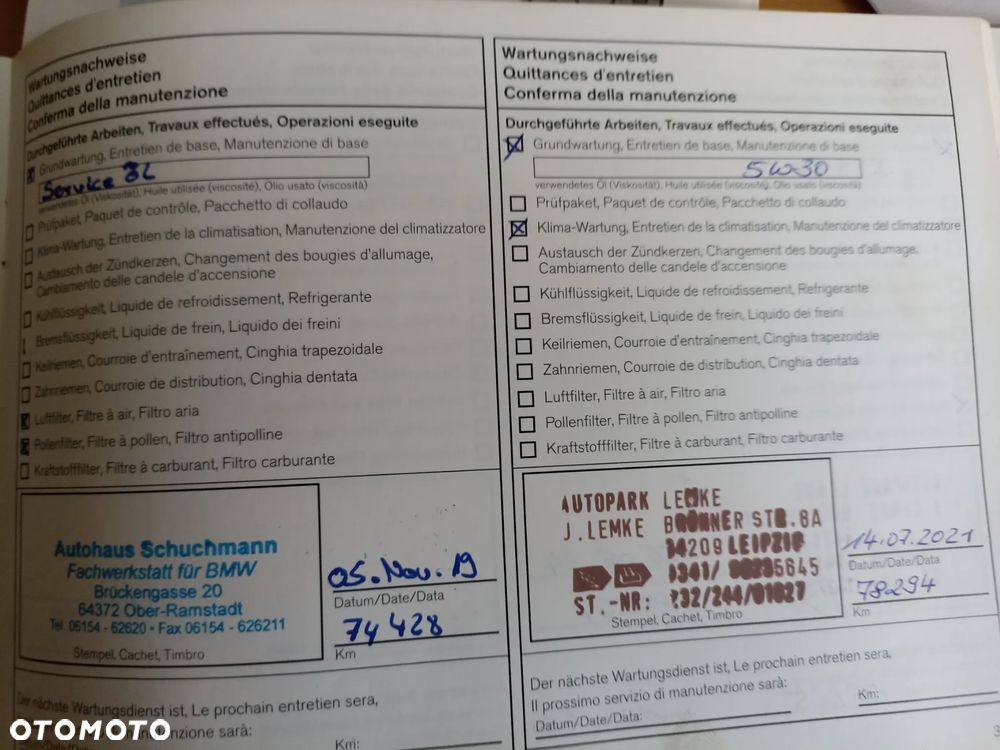 Wartungsnachweise
Quittances d'entretien
Conferma della manutenzione
Durchgeführte Arbeiten, Travaux effectués, Operazioni eseguite
Grundwartung, Entretien de base, Manutenzione di base
Service
verwendetes Öl (Viskosität), Huile utilisée (viscosité), Olio usato (viscosità)
Prüfpaket, Paquet de contrôle, Pacchetto di collaudo
Klima-Wartung, Entretien de la climatisation, Manutenzione del climatizzatore
Austausch der Zündkerzen, Changement des bougies d'allumage,
Cambiamento delle candele d'accensione
Kühlflüssigkeit, Liquide de refroidissement, Refrigerante
Bremsflüssigkeit, Liquide de frein, Liquido dei freini
Keilriemen, Courroie d'entraînement, Cinghia trapezoidale
Zahnriemen, Courroie de distribution, Cinghia dentata
Luftfilter, Filtre à air, Filtro aria
Pollenfilter, Filtre à pollen, Filtro antipolline
Kraftstofffilter, Filtre à carburant, Filtro carburante
Autohaus Schuchmann
Fachwerkstatt für BMW
Brückengasse 20
64372 Ober-Ramstadt
Tel. 06154 - 62620 • Fax 06154 - 626211
Stempel, Cachet, Timbro
05. Nov. 19
Datum/Date/Data
74 428
Km
Der nächste Wartungsdienst ist, Le prochain entretien sera,
manutenzione sarà:
/Date/Data:
Km:
Wartungsnachweise
Quittances d'entretien
Conferma della manutenzione
Durchgeführte Arbeiten, Travaux effectués, Operazioni eseguite
Grundwartung, Entretien de base, Manutenzione di base
5W30
verwendetes Öl (Viskosität), Huile utilisée (viscosité), Olio usato (viscosità)
Prüfpaket, Paquet de contrôle, Pacchetto di collaudo
Klima-Wartung, Entretien de la climatisation, Manutenzione del climatizzatore
Austausch der Zündkerzen, Changement des bougies d'allumage,
Cambiamento delle candele d'accensione
Kühlflüssigkeit, Liquide de refroidissement, Refrigerante
Bremsflüssigkeit, Liquide de frein, Liquido dei freini
Keilriemen, Courroie d'entraînement, Cinghia trapezoidale
Zahnriemen, Courroie de distribution, Cinghia dentata
Luftfilter, Filtre à air, Filtro aria
Pollenfilter, Filtre à pollen, Filtro antipolline
Kraftstofffilter, Filtre à carburant, Filtro carburante
AUTOPARK LEMKE
J. LEMKE STR. 8A
LEIPZIG
ST.-NR:
Stempel, Cachet, Timbro
14.07.2021
Datum/Date/Data
78294
Km
Der nächste Wartungsdienst ist, Le prochain entretien sera,
Il prossimo servizio di manutenzione sarà:
Datum/Date/Data:
Km:
OTOMOTO